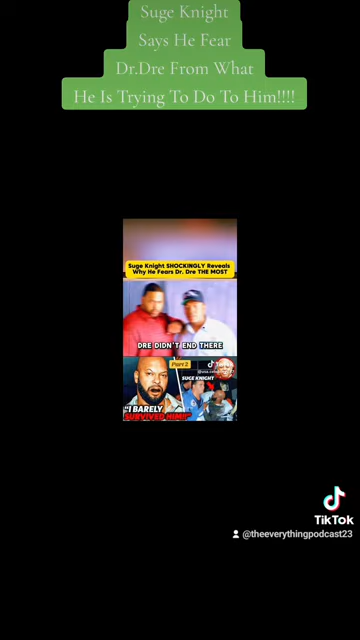 Suge Knight
Says He Fear
Dr.Dre From What
He Is Trying To Do To Him!!!!
Suge Knight SHOCKINGLY Reveals
Why He Fears Dr. Dre THE MOST
DRE DIDN'T END THERE
Part 2
TikTok
SUGE KNIGHT
"I BARELY
SURVIVED HIM!!"
TikTok
@theeverythingpodcast23